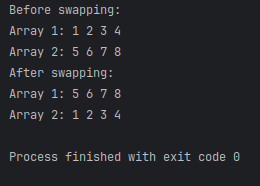 Before swapping:
Array 1: 1 2 3 4
Array 2: 5 6 7 8
After swapping:
Array 1: 5 6 7 8
Array 2: 1 2 3 4
Process finished with exit code 0